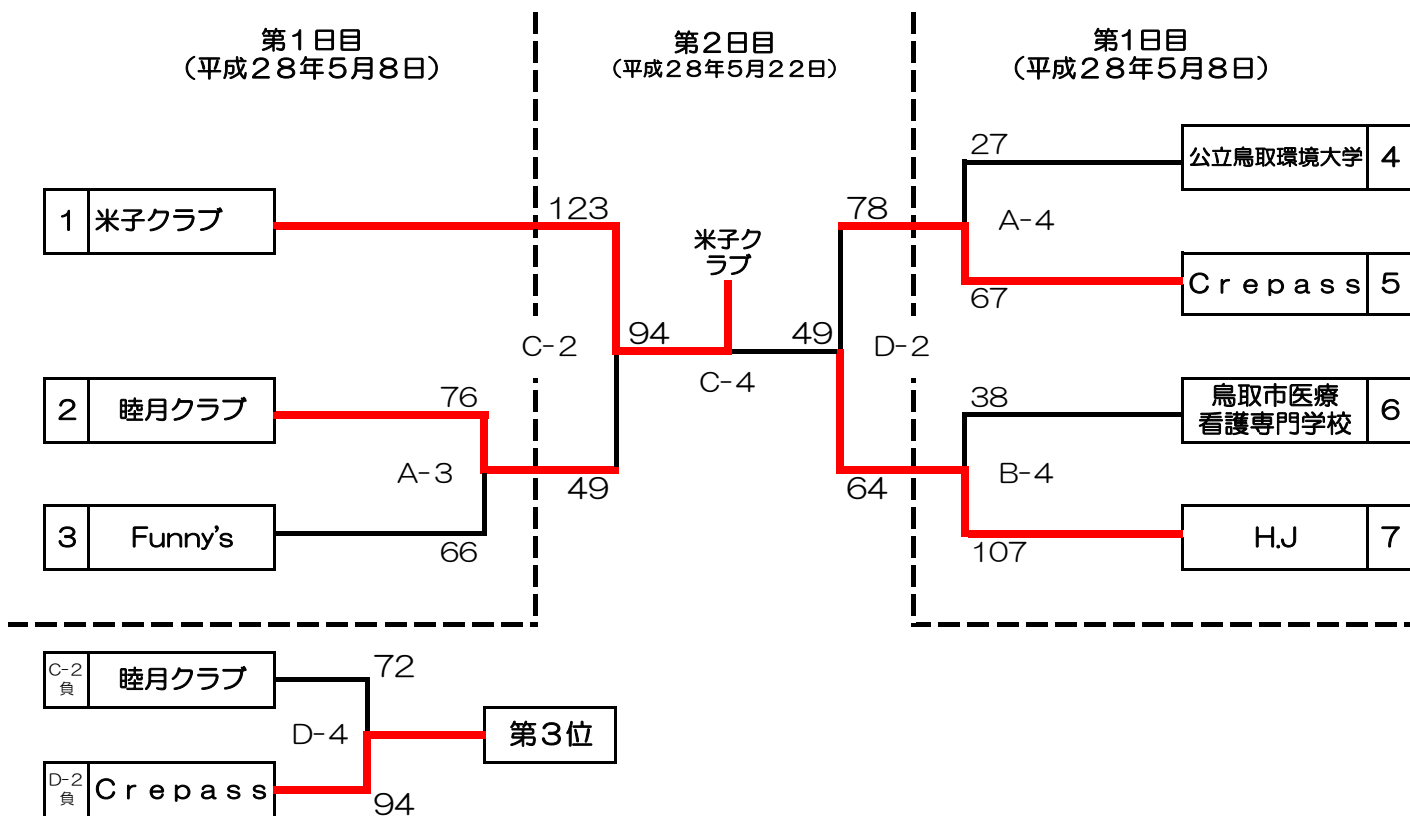 第1日目
（平成28年5月8日）
第2日目
（平成28年5月22日）
第1日目
（平成28年5月8日）
1 米子クラブ
123
2 睦月クラブ
76
A-3
3 Funny's
66
C-2
49
94
米子ク
ラブ
C-4
49
78
D-2
64
27
公立鳥取環境大学 4
A-4
67
Crepass 5
38
鳥取市医療
看護専門学校 6
B-4
107
H.J 7
C-2
負
睦月クラブ
72
D-4
第3位
D-2
負
Crepass
94